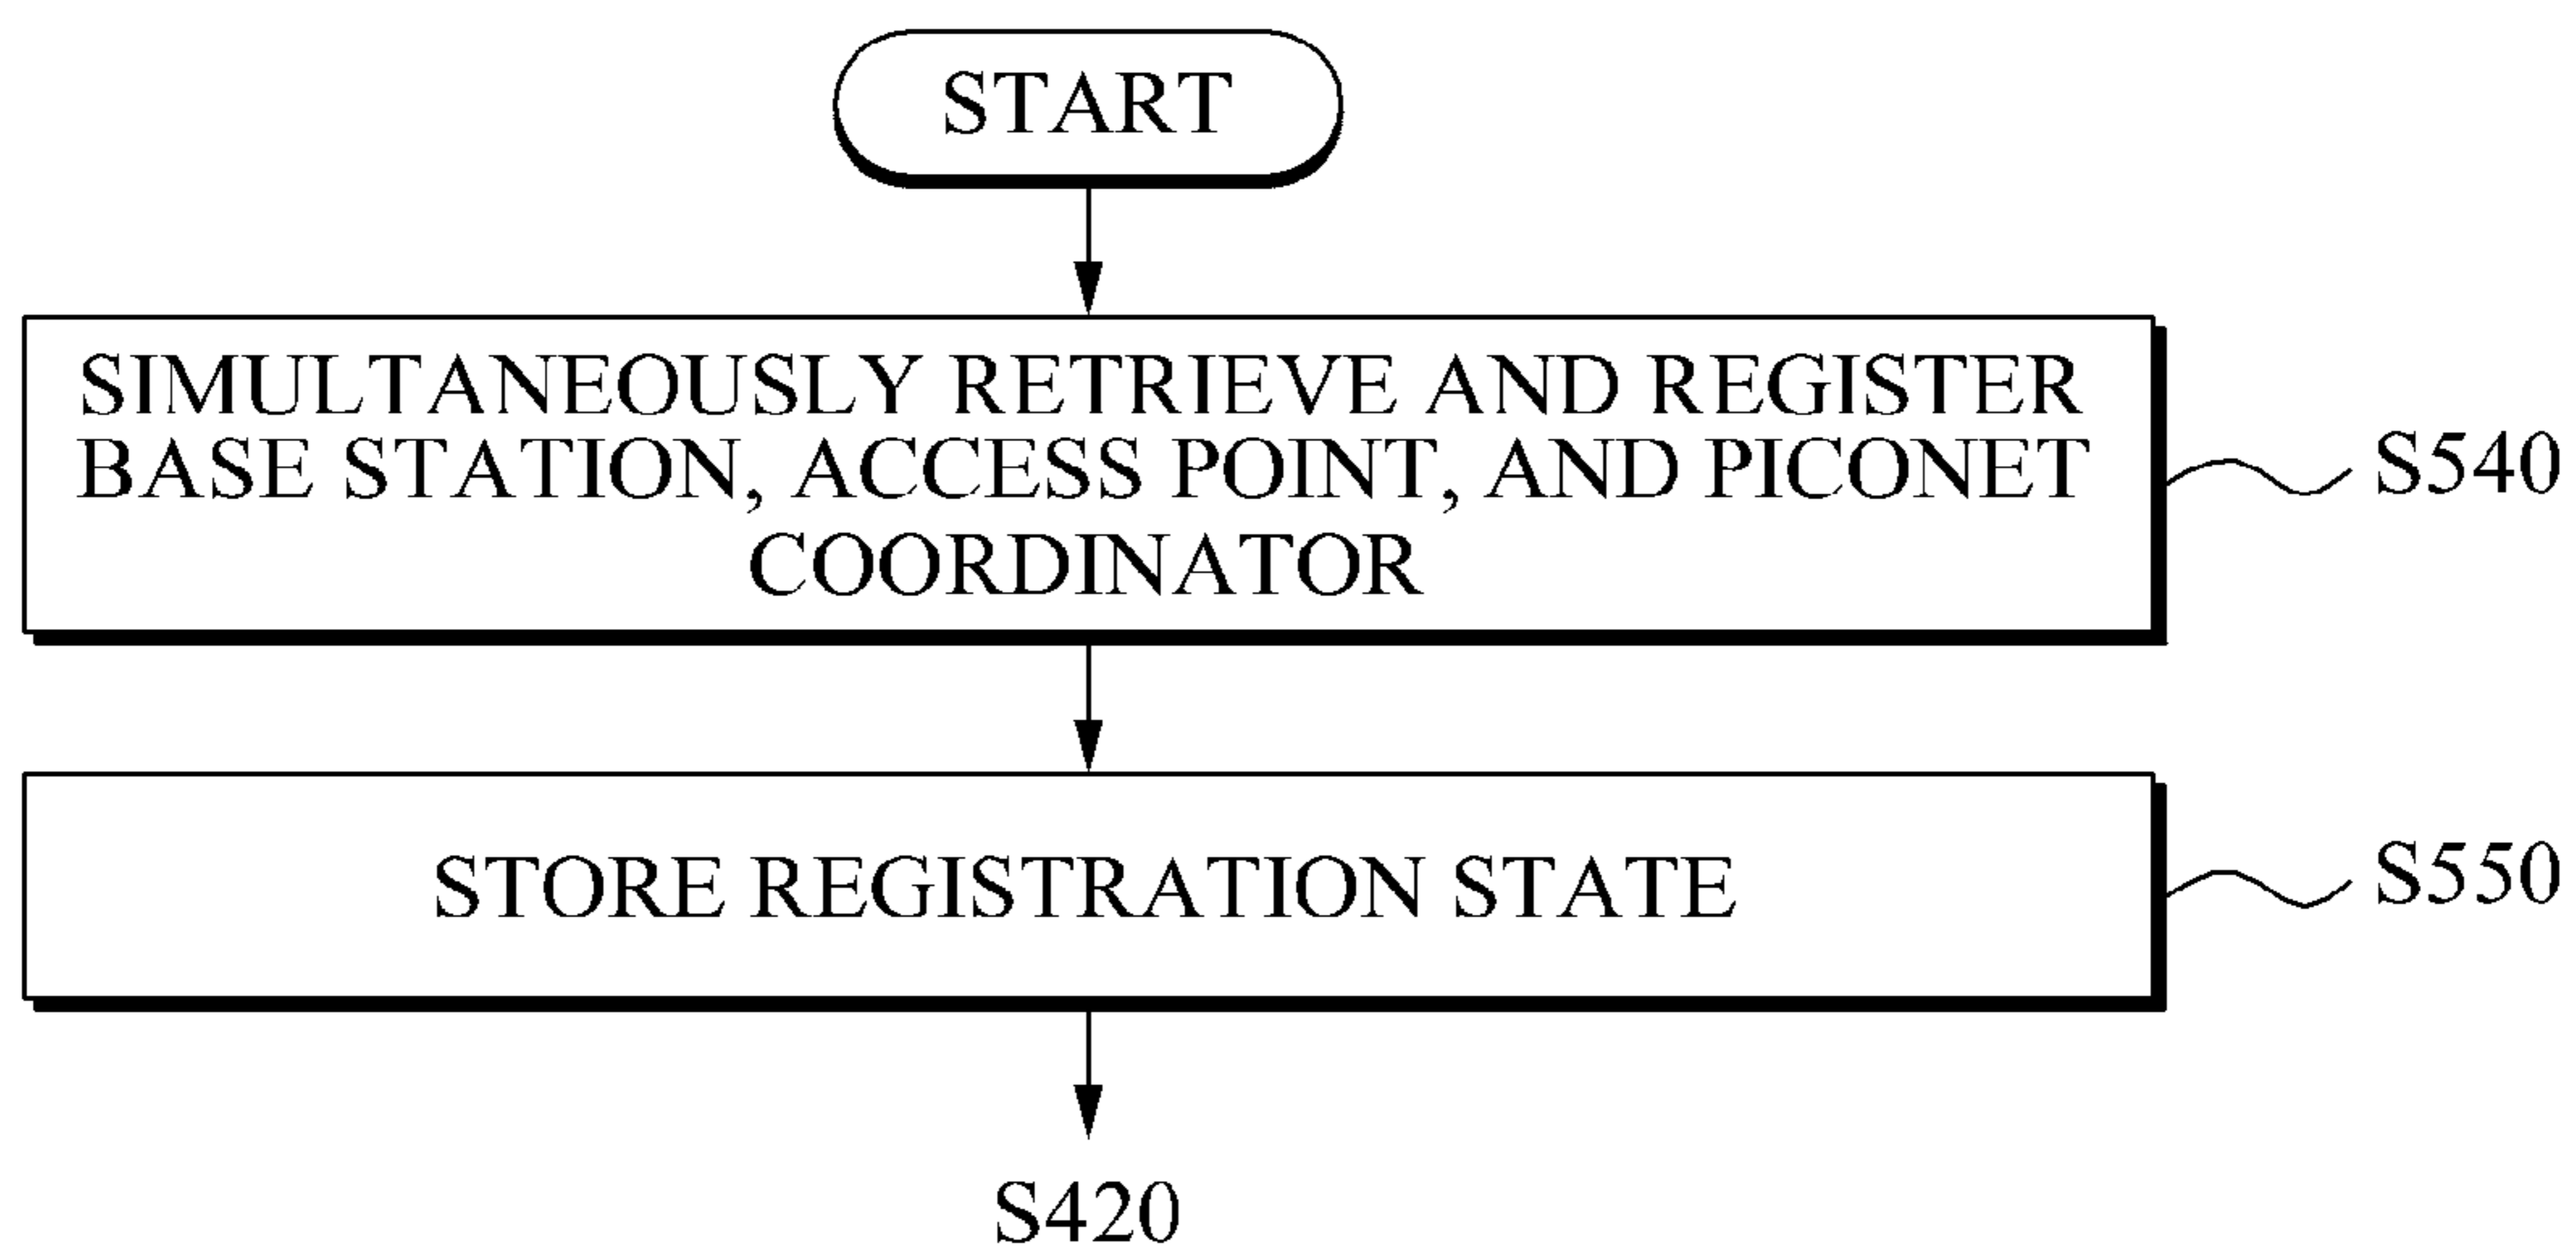 START
SIMULTANEOUSLY RETRIEVE AND REGISTER
BASE STATION, ACCESS POINT, AND PICONET
COORDINATOR
S540
STORE REGISTRATION STATE
S550
S420